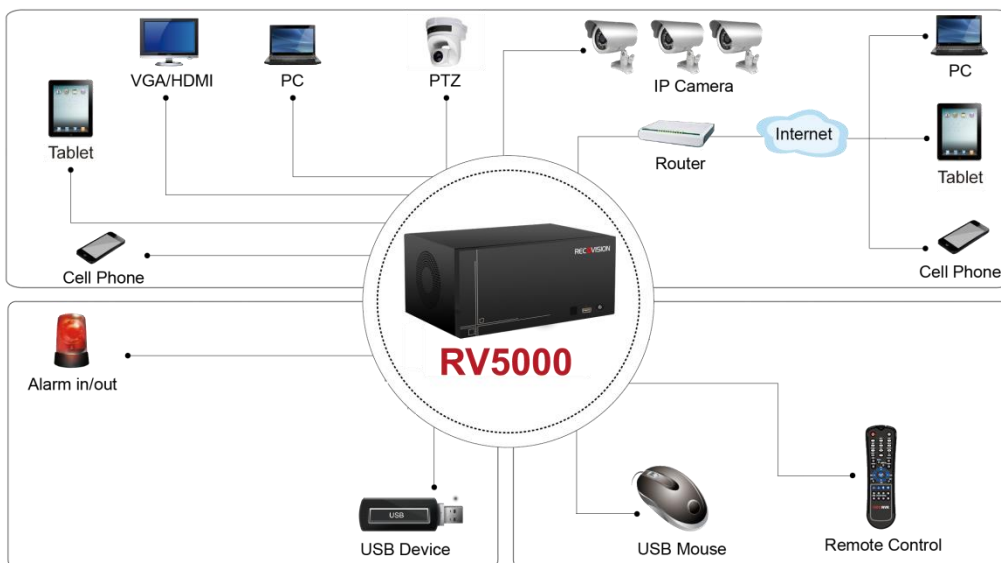 VGA/HDMI
PC
PTZ
IP Camera
PC
Tablet
Router
Internet
Tablet
Cell Phone
Cell Phone
RECOVISION
RV5000
Alarm in/out
USB
USB Device
USB Mouse
Remote Control